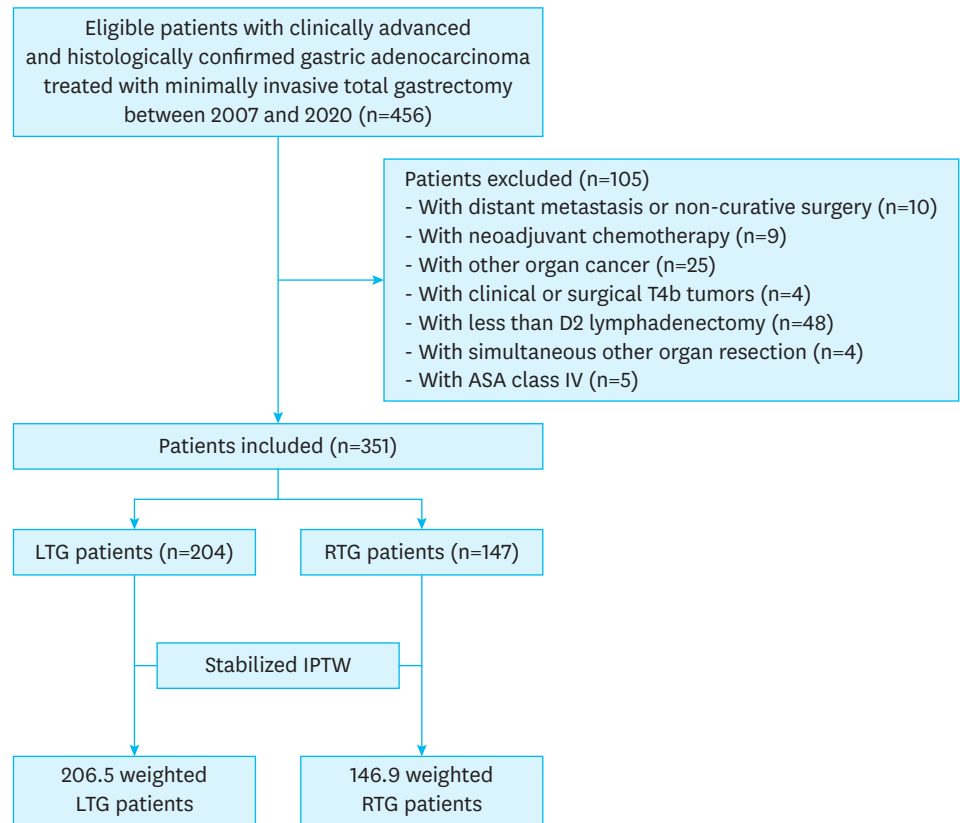 Eligible patients with clinically advanced
and histologically confirmed gastric adenocarcinoma
treated with minimally invasive total gastrectomy
between 2007 and 2020 (n=456)
Patients excluded (n=105)
- With distant metastasis or non-curative surgery (n=10)
- With neoadjuvant chemotherapy (n=9)
- With other organ cancer (n=25)
- With clinical or surgical T4b tumors (n=4)
- With less than D2 lymphadenectomy (n=48)
- With simultaneous other organ resection (n=4)
- With ASA class IV (n=5)
Patients included (n=351)
LTG patients (n=204)
RTG patients (n=147)
Stabilized IPTW
206.5 weighted
LTG patients
146.9 weighted
RTG patients